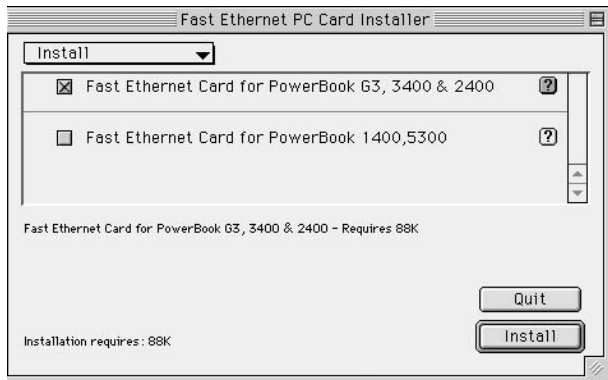 Fast Ethernet PC Card Installer
Install
Fast Ethernet Card for PowerBook G3, 3400 & 2400 ?
Fast Ethernet Card for PowerBook 1400,5300 ?
Fast Ethernet Card for PowerBook G3, 3400 & 2400 - Requires 88K
Quit
Installation requires: 88K
Install